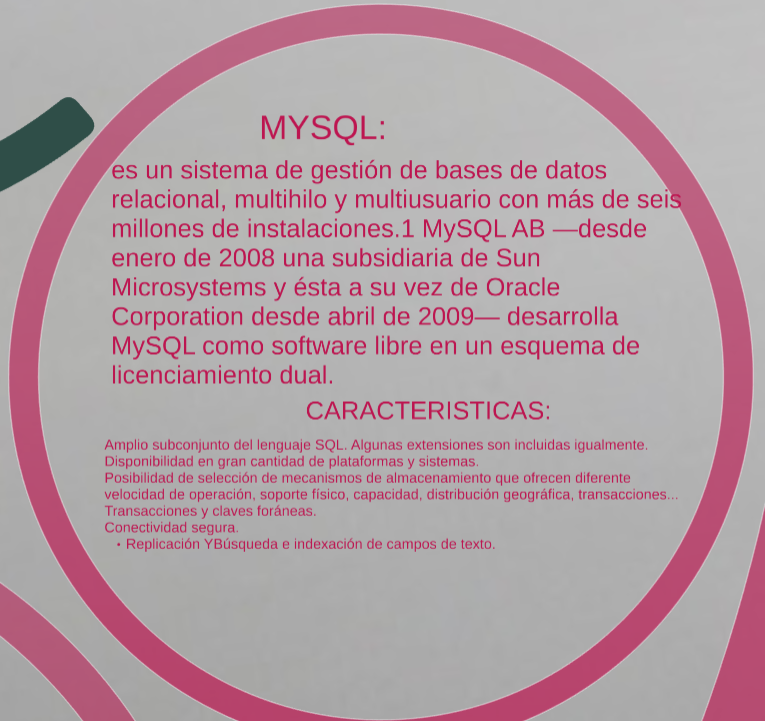 MYSQL:
es un sistema de gestión de bases de datos
relacional, multihilo y multiusuario con más de seis
millones de instalaciones.1 MySQL AB —desde
enero de 2008 una subsidiaria de Sun
Microsystems y ésta a su vez de Oracle
Corporation desde abril de 2009— desarrolla
MySQL como software libre en un esquema de
licenciamiento dual.
CARACTERISTICAS:
Amplio subconjunto del lenguaje SQL. Algunas extensiones son incluidas igualmente.
Disponibilidad en gran cantidad de plataformas y sistemas.
Posibilidad de selección de mecanismos de almacenamiento que ofrecen diferente
velocidad de operación, soporte físico, capacidad, distribución geográfica, transacciones...
Transacciones y claves foráneas.
Conectividad segura.
• Replicación YBúsqueda e indexación de campos de texto.